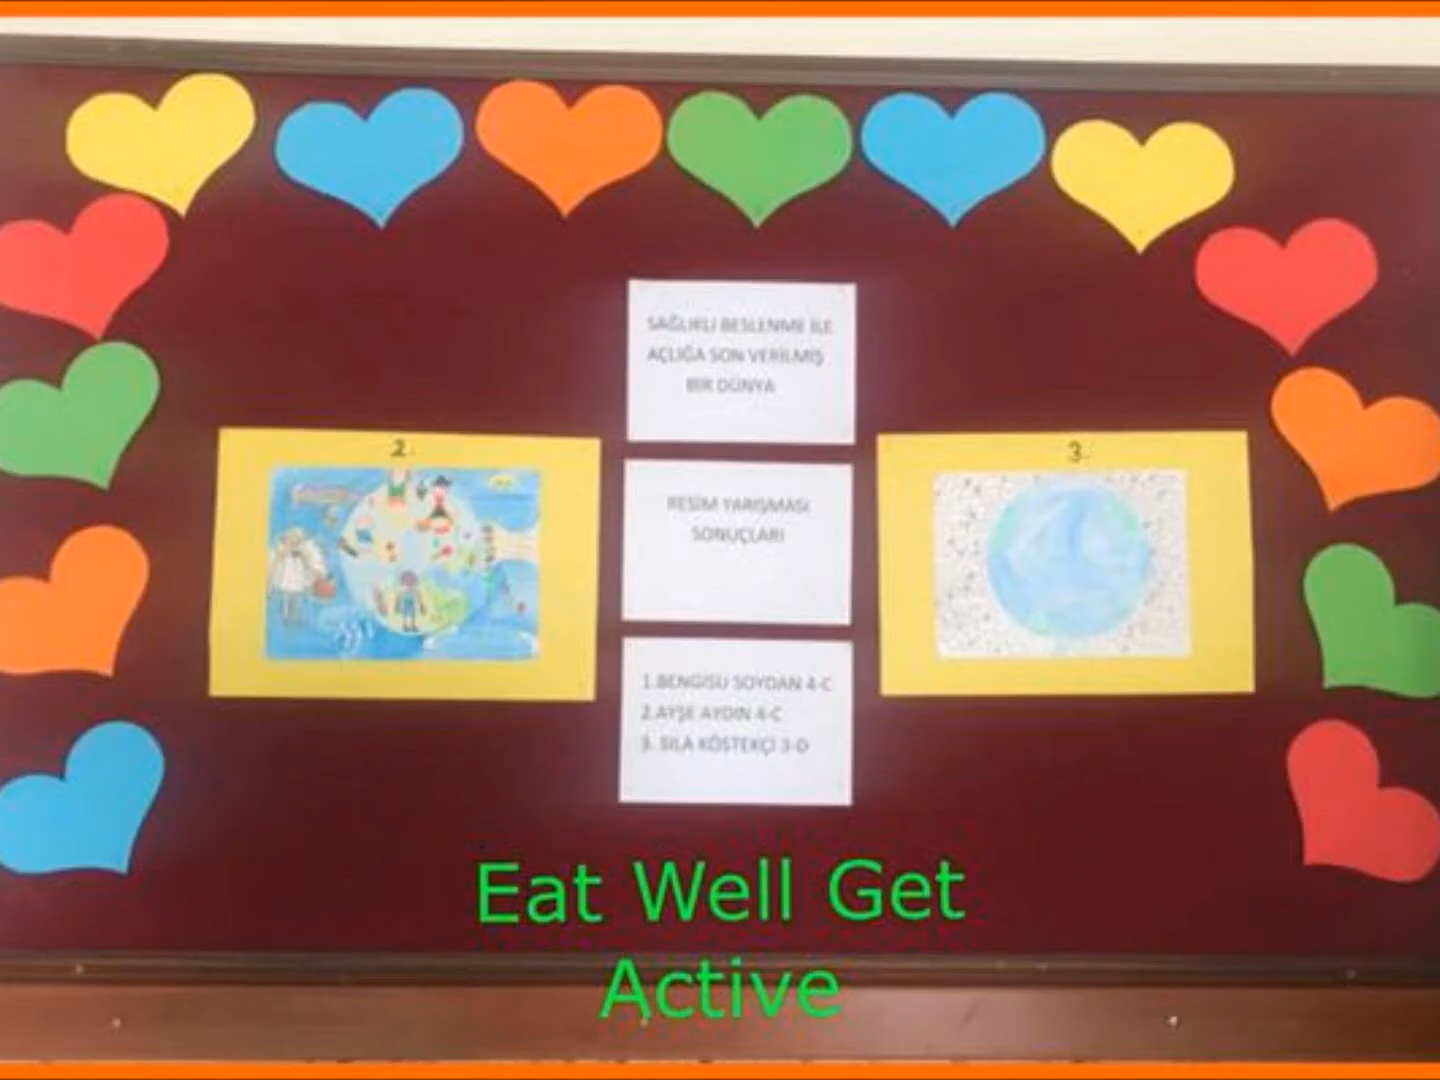 SAĞLIKLI BESLENME İLE
AÇLIĞA SON VERİLMİŞ
BİR DÜNYA
2.
3.
RESİM YARIŞMASI
SONUÇLARI
1.BENGİSU SOYDAN 4-C
2.AYŞE AYDIN 4-C
3. SILA KÖSTEKÇİ 3-D
Eat Well Get
Active